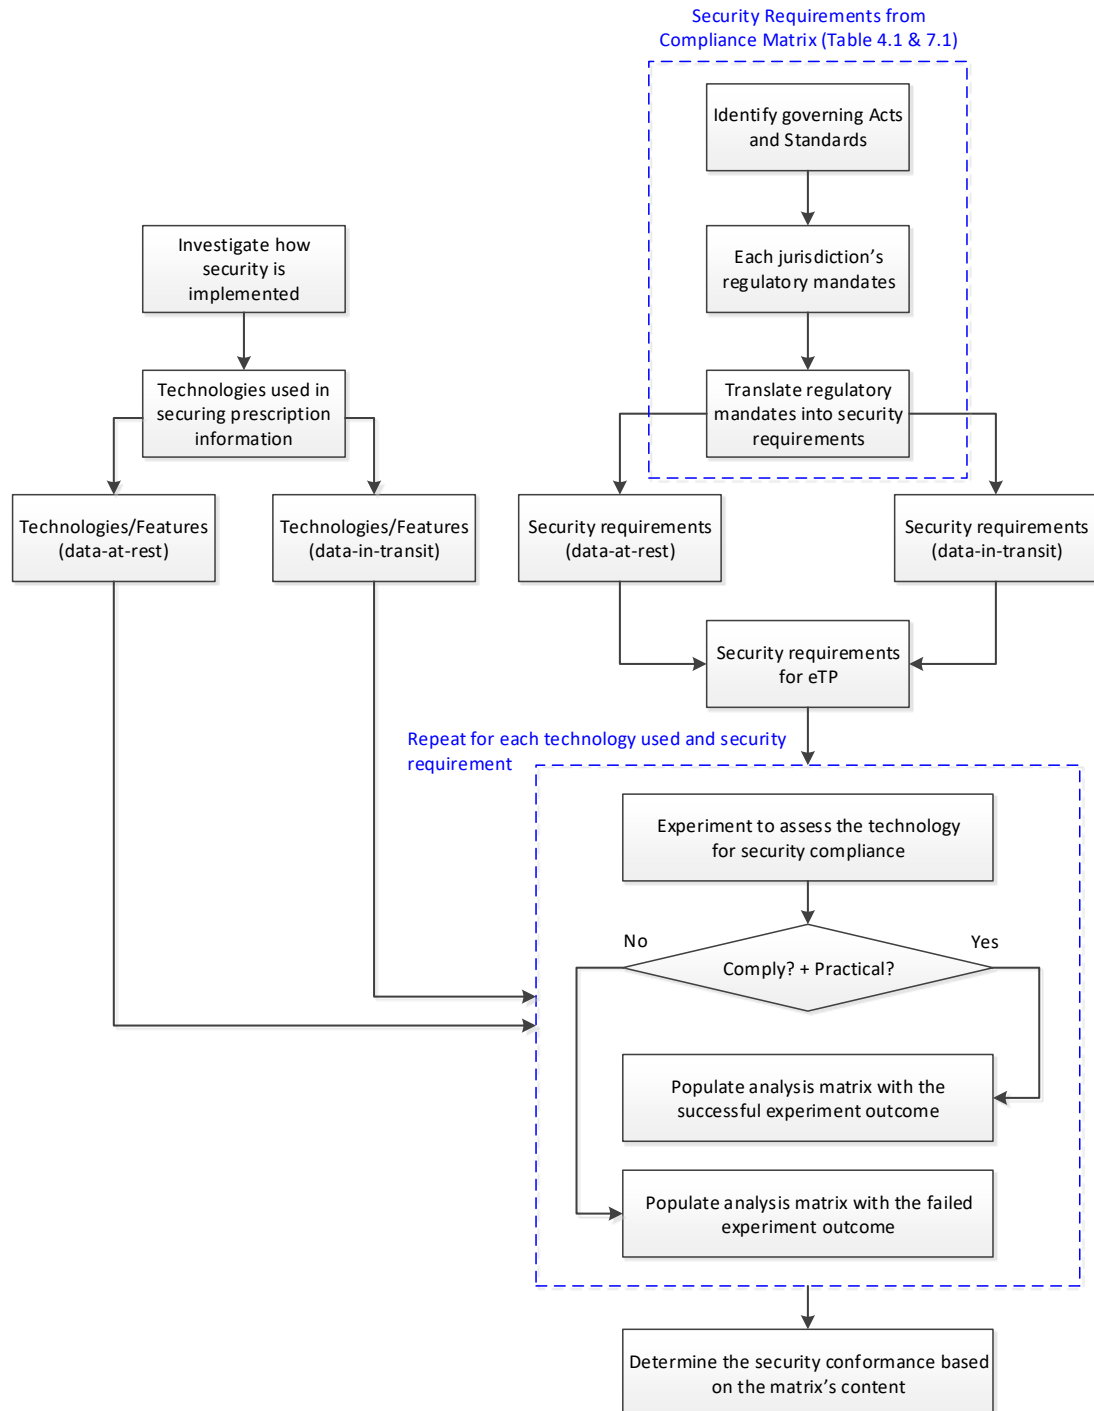 Security Requirements from
Compliance Matrix (Table 4.1 & 7.1)
Identify governing Acts
and Standards
Each jurisdiction’s
regulatory mandates
Translate regulatory
mandates into security
requirements
Investigate how
security is
implemented
Technologies used in
securing prescription
information
Technologies/Features
(data-at-rest)
Technologies/Features
(data-in-transit)
Security requirements
(data-at-rest)
Security requirements
(data-in-transit)
Security requirements
for eTP
Repeat for each technology used and security
requirement
Experiment to assess the technology
for security compliance
No
Yes
Comply? + Practical?
Populate analysis matrix with the
successful experiment outcome
Populate analysis matrix with the failed
experiment outcome
Determine the security conformance based
on the matrix’s content